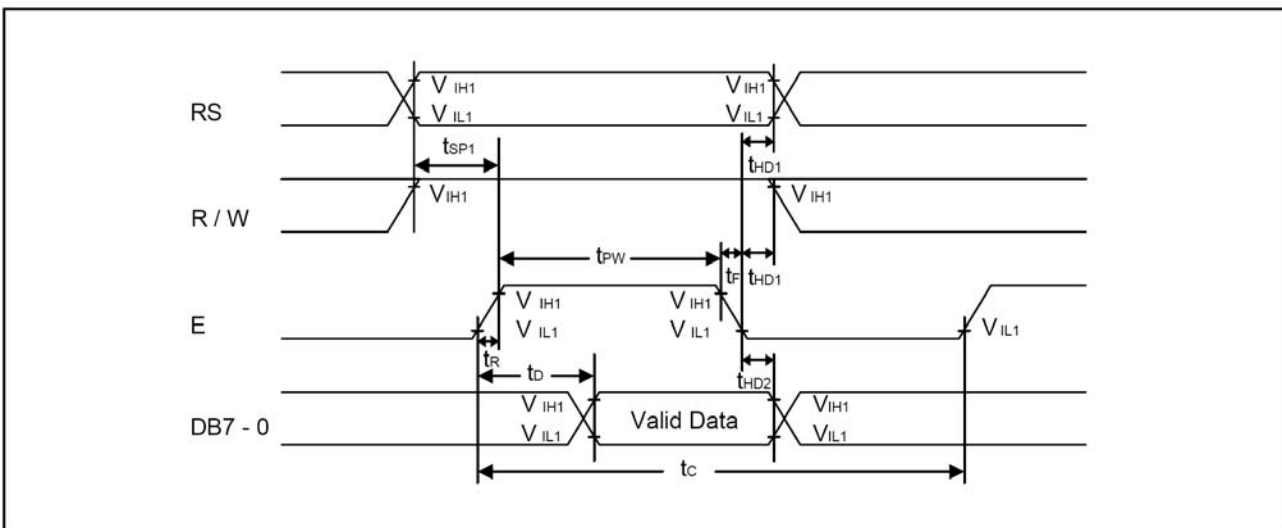 RS
V IH1
V IL1
V IH1
V IL1
tSP1
tHD1
R / W
VIH1
VIH1
tPW
tF
tHD1
E
V IH1
V IL1
V IH1
V IL1
V IL1
tR
tD
tHD2
DB7 - 0
V IH1
V IL1
Valid Data
VIH1
VIL1
tC